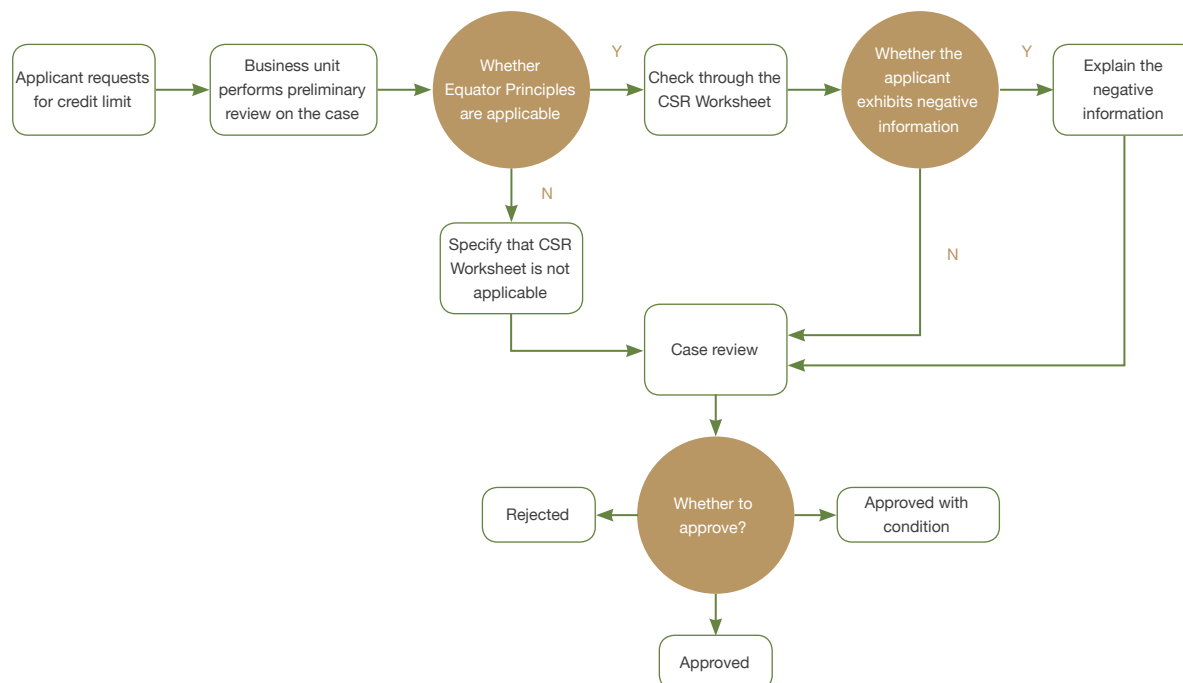 Applicant requests
for credit limit
Business unit
performs preliminary
review on the case
Whether
Equator Principles
are applicable
Y
Check through the
CSR Worksheet
Whether the
applicant
exhibits negative
information
Y
Explain the
negative
information
N
Specify that CSR
Worksheet is not
applicable
N
Case review
Whether to
approve?
Rejected
Approved with
condition
Approved